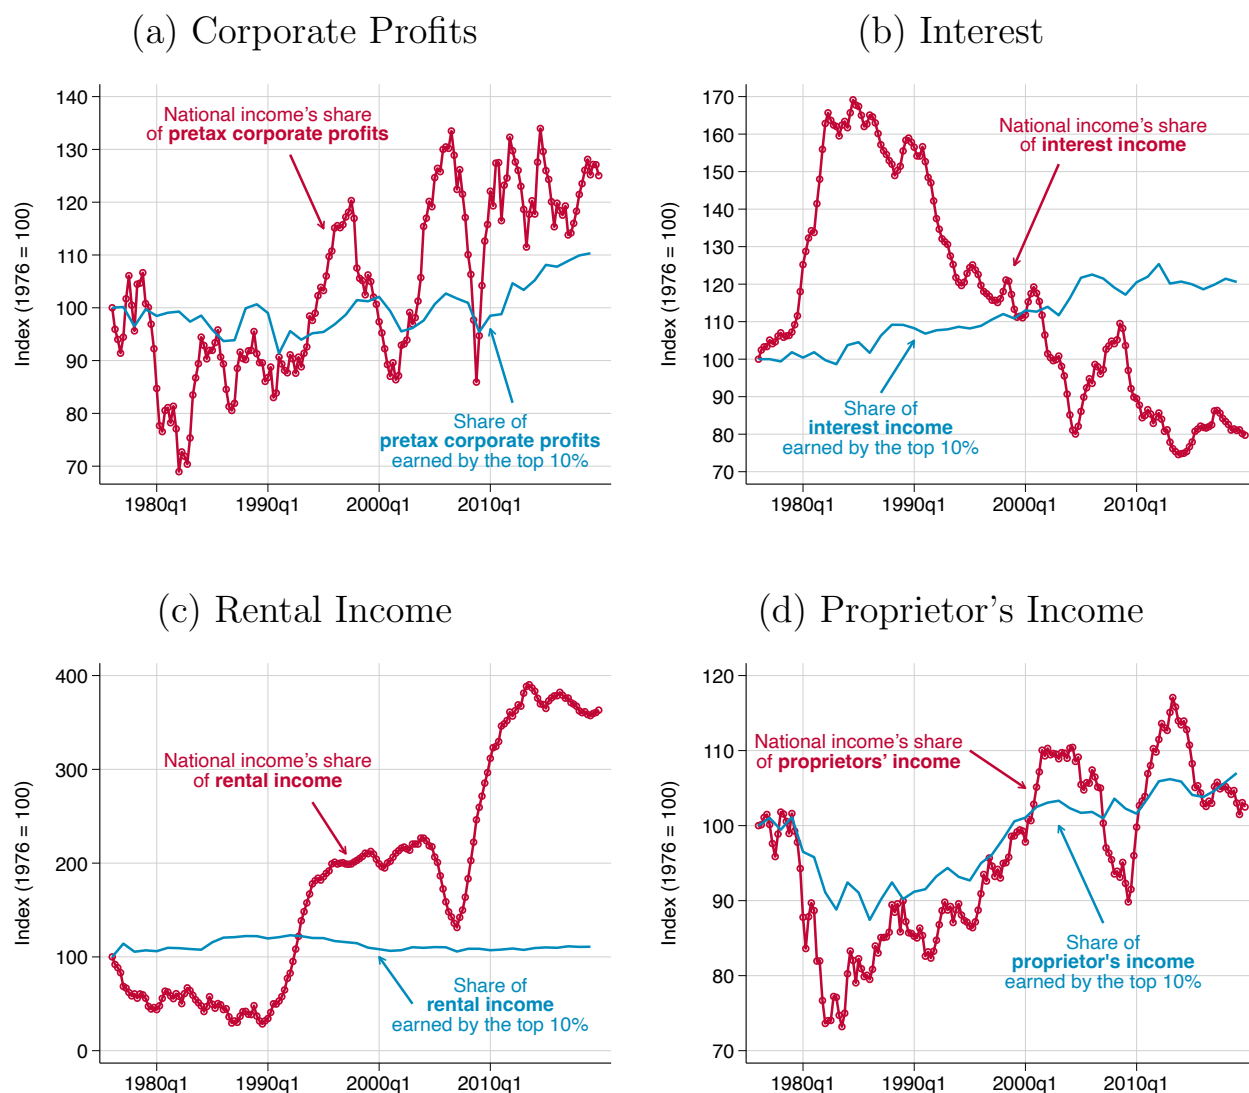 (a) Corporate Profits
Index (1976 = 100)
140
130
120
110
100
90
80
70
National income's share
of pretax corporate profits
Share of
pretax corporate profits
earned by the top 10%
1980q1 1990q1 2000q1 2010q1
(b) Interest
Index (1976 = 100)
170
160
150
140
130
120
110
100
90
80
70
National income's share
of interest income
Share of
interest income
earned by the top 10%
1980q1 1990q1 2000q1 2010q1
(c) Rental Income
Index (1976 = 100)
400
300
200
100
0
National income's share
of rental income
Share of
rental income
earned by the top 10%
1980q1 1990q1 2000q1 2010q1
(d) Proprietor's Income
Index (1976 = 100)
120
110
100
90
80
70
National income's share
of proprietors' income
Share of
proprietor's income
earned by the top 10%
1980q1 1990q1 2000q1 2010q1